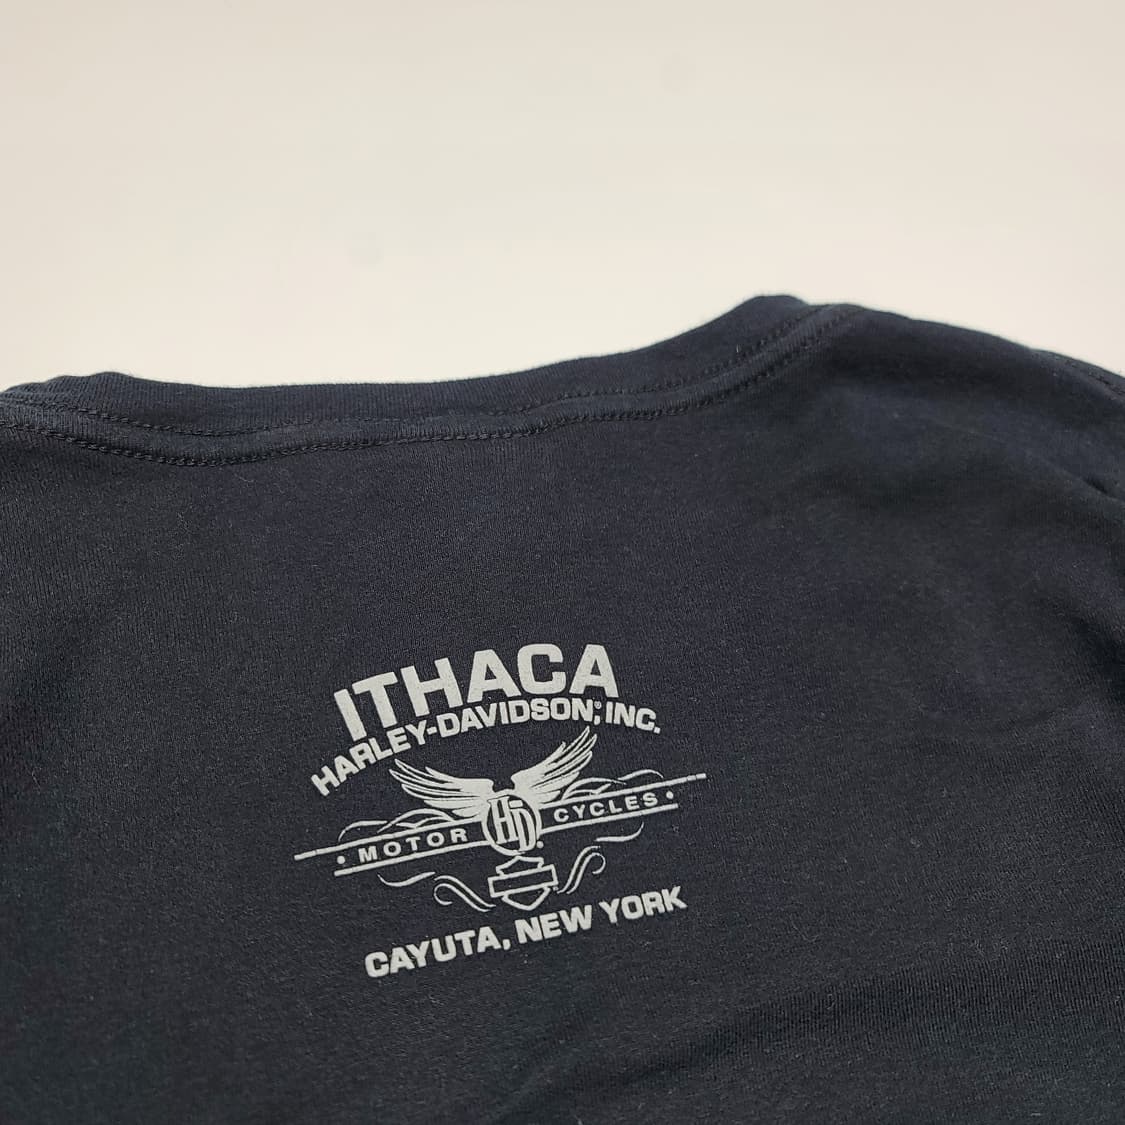 ITHACA
HARLEY-DAVIDSON®, INC.
• MOTOR HD CYCLES •
CAYUTA, NEW YORK